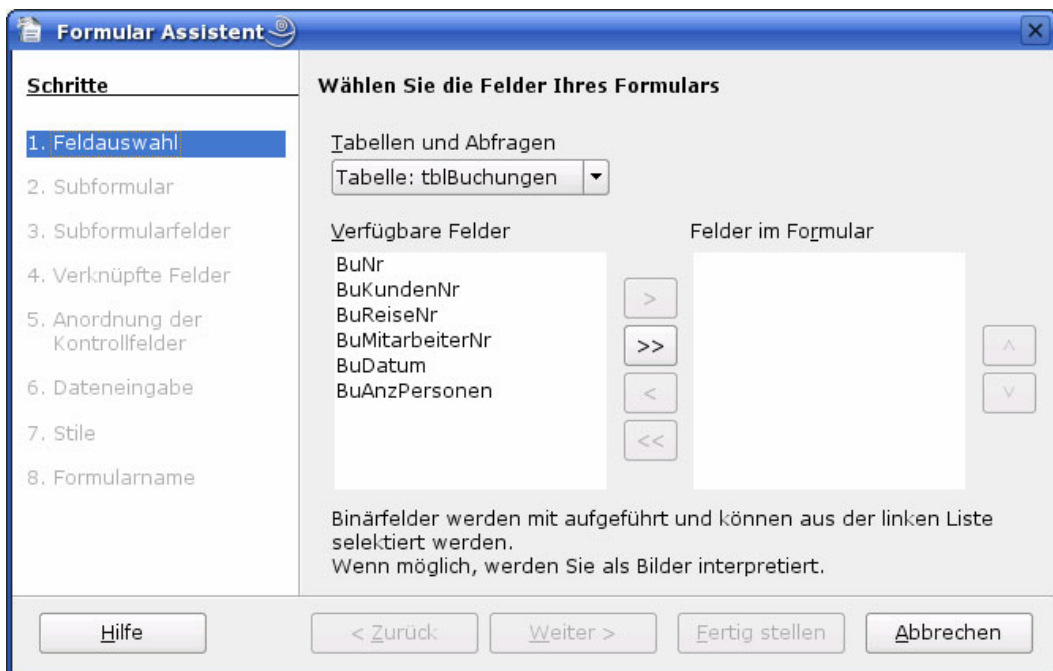 Formular Assistent
Schritte
1. Feldauswahl
2. Subformular
3. Subformularfelder
4. Verknüpfte Felder
5. Anordnung der
Kontrollfelder
6. Dateneingabe
7. Stile
8. Formularname
Wählen Sie die Felder Ihres Formulars
Tabellen und Abfragen
Tabelle: tblBuchungen
Verfügbare Felder
BuNr
BuKundenNr
BuReiseNr
BuMitarbeiterNr
BuDatum
BuAnzPersonen
>
>>
<
<<
Felder im Formular
^
v
Binärfelder werden mit aufgeführt und können aus der linken Liste
selektiert werden.
Wenn möglich, werden Sie als Bilder interpretiert.
Hilfe
< Zurück
Weiter >
Fertig stellen
Abbrechen